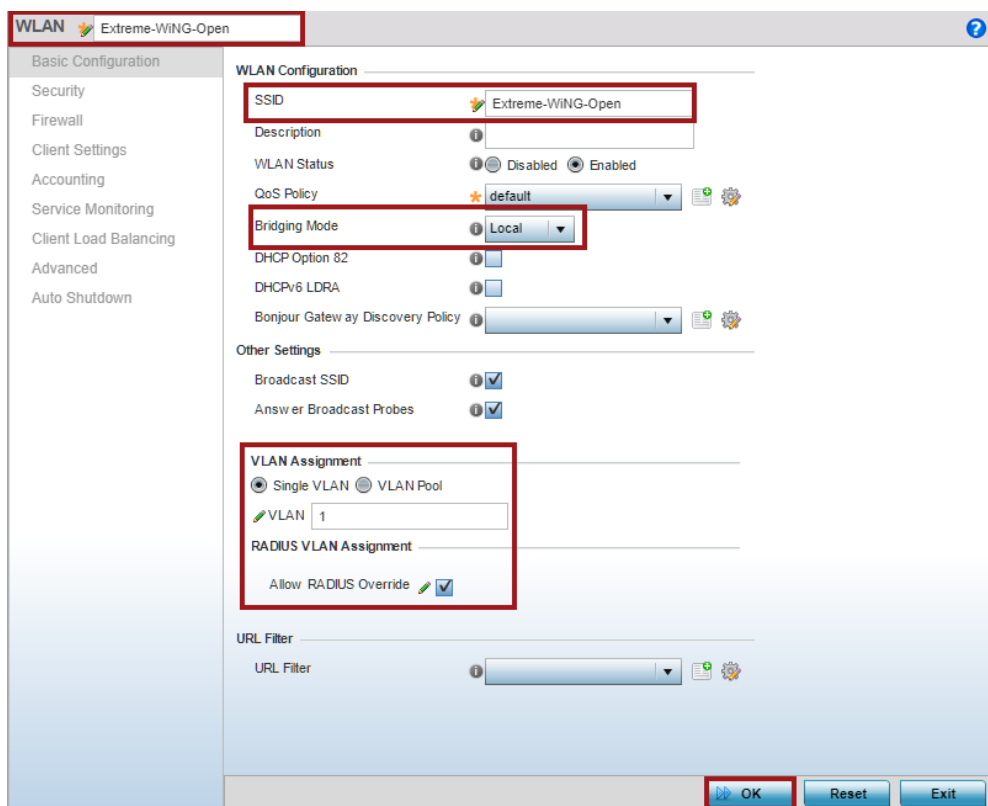 WLAN Extreme-WiNG-Open
Basic Configuration
Security
Firewall
Client Settings
Accounting
Service Monitoring
Client Load Balancing
Advanced
Auto Shutdown
WLAN Configuration
SSID Extreme-WiNG-Open
Description
WLAN Status Disabled Enabled
QoS Policy default
Bridging Mode Local
DHCP Option 82
DHCPv6 LDRA
Bonjour Gateway Discovery Policy
Other Settings
Broadcast SSID
Answer Broadcast Probes
VLAN Assignment
Single VLAN VLAN Pool
VLAN 1
RADIUS VLAN Assignment
Allow RADIUS Override
URL Filter
URL Filter
OK Reset Exit